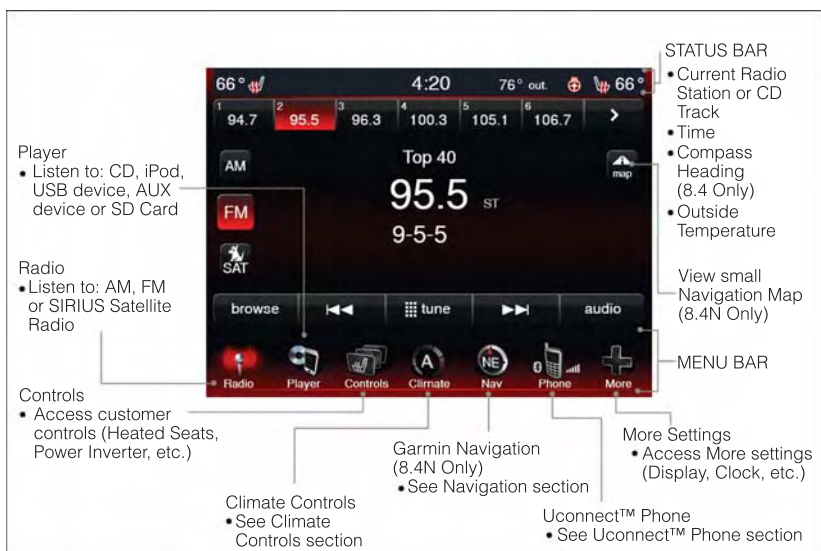 STATUS BAR
• Current Radio
Station or CD
Track
• Time
• Compass
Heading
(8.4 Only)
• Outside
Temperature
66° 4:20 76° out. 66°
1 94.7 2 95.5 3 96.3 4 100.3 5 105.1 6 106.7 >
Player
• Listen to: CD, iPod,
USB device, AUX
device or SD Card
AM
Top 40
map
FM
95.5 ST
9-5-5
SAT
Radio
• Listen to: AM, FM
or SIRIUS Satellite
Radio
View small
Navigation Map
(8.4N Only)
browse tune audio
MENU BAR
A NE
Radio Player Controls Climate Nav Phone More
Controls
• Access customer
controls (Heated Seats,
Power Inverter, etc.)
Climate Controls
• See Climate
Controls section
Garmin Navigation
(8.4N Only)
• See Navigation section
Uconnect™ Phone
• See Uconnect™ Phone section
More Settings
• Access More settings
(Display, Clock, etc.)